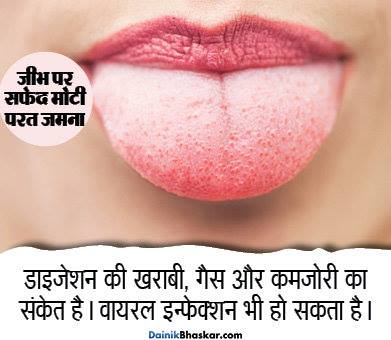 जीभ पर
सफेद मोटी
परत जमना
डाइजेशन की खराबी, गैस और कमजोरी का
संकेत है। वायरल इन्फेक्शन भी हो सकता है।
DainikBhaskar.com